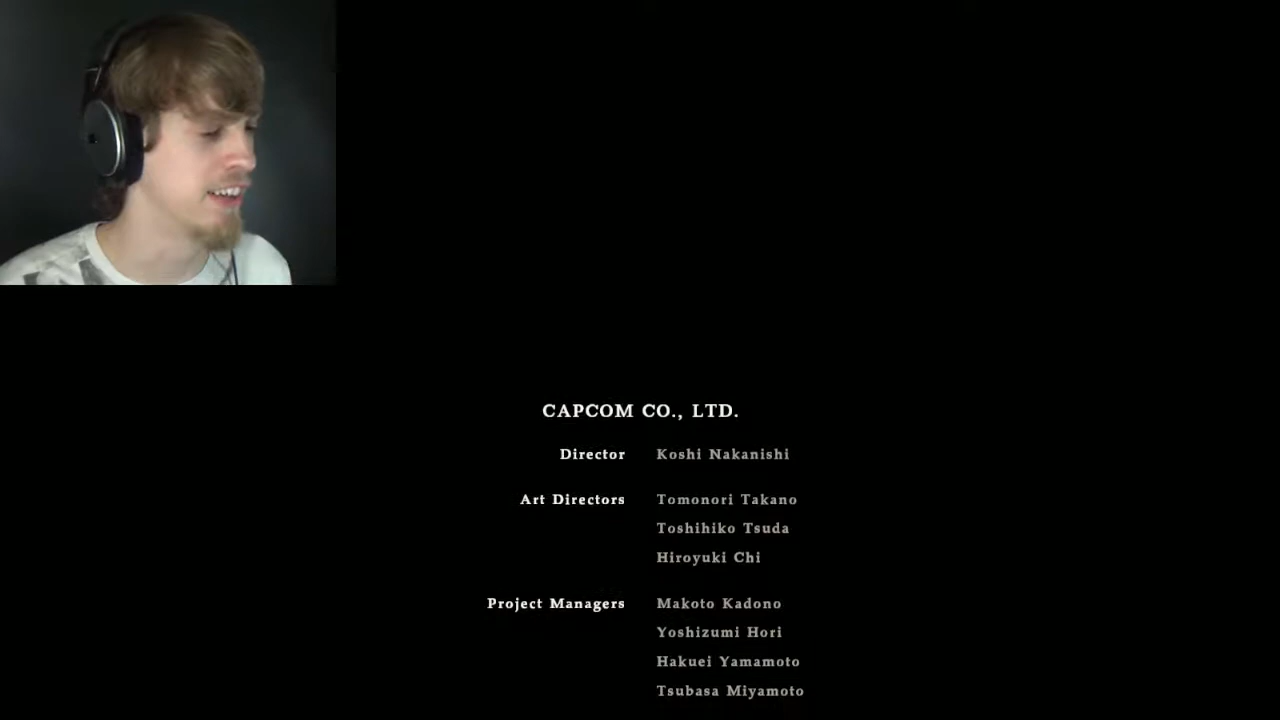 CAPCOM CO., LTD.
Director Koshi Nakanishi
Art Directors Tomonori Takano
Toshihiko Tsuda
Hiroyuki Chi
Project Managers Makoto Kadono
Yoshizumi Hori
Hakuei Yamamoto
Tsubasa Miyamoto